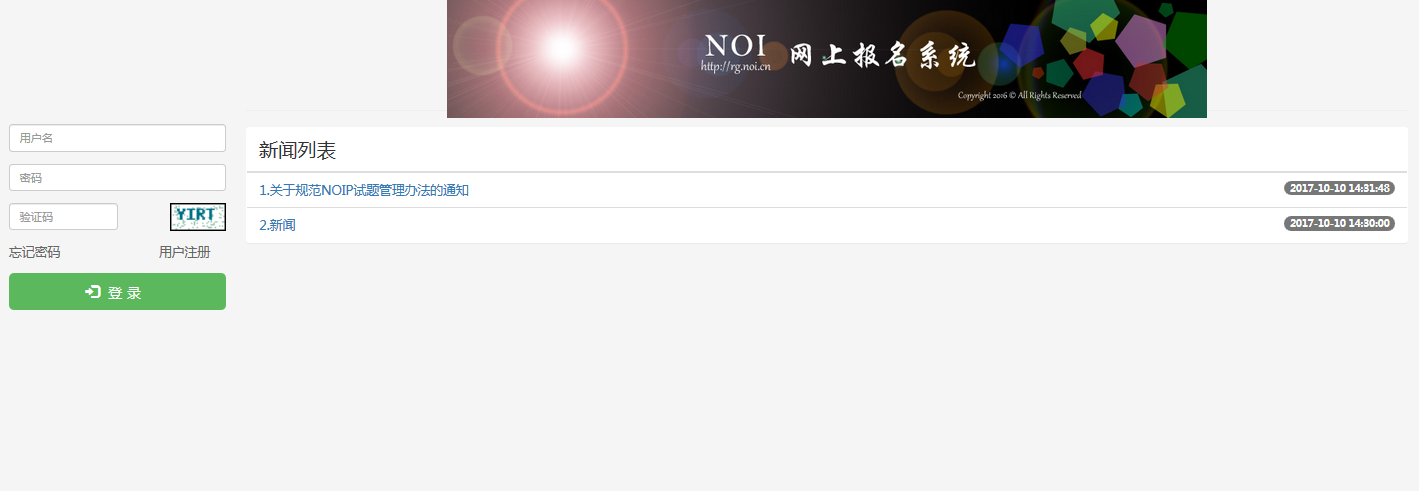 NOI
http://rg.noi.cn
网上报名系统
Copyright 2016 © All Rights Reserved
用户名
密码
验证码
YIRT
忘记密码
用户注册
登 录
新闻列表
1.关于规范NOIP试题管理办法的通知
2017-10-10 14:31:48
2.新闻
2017-10-10 14:30:00